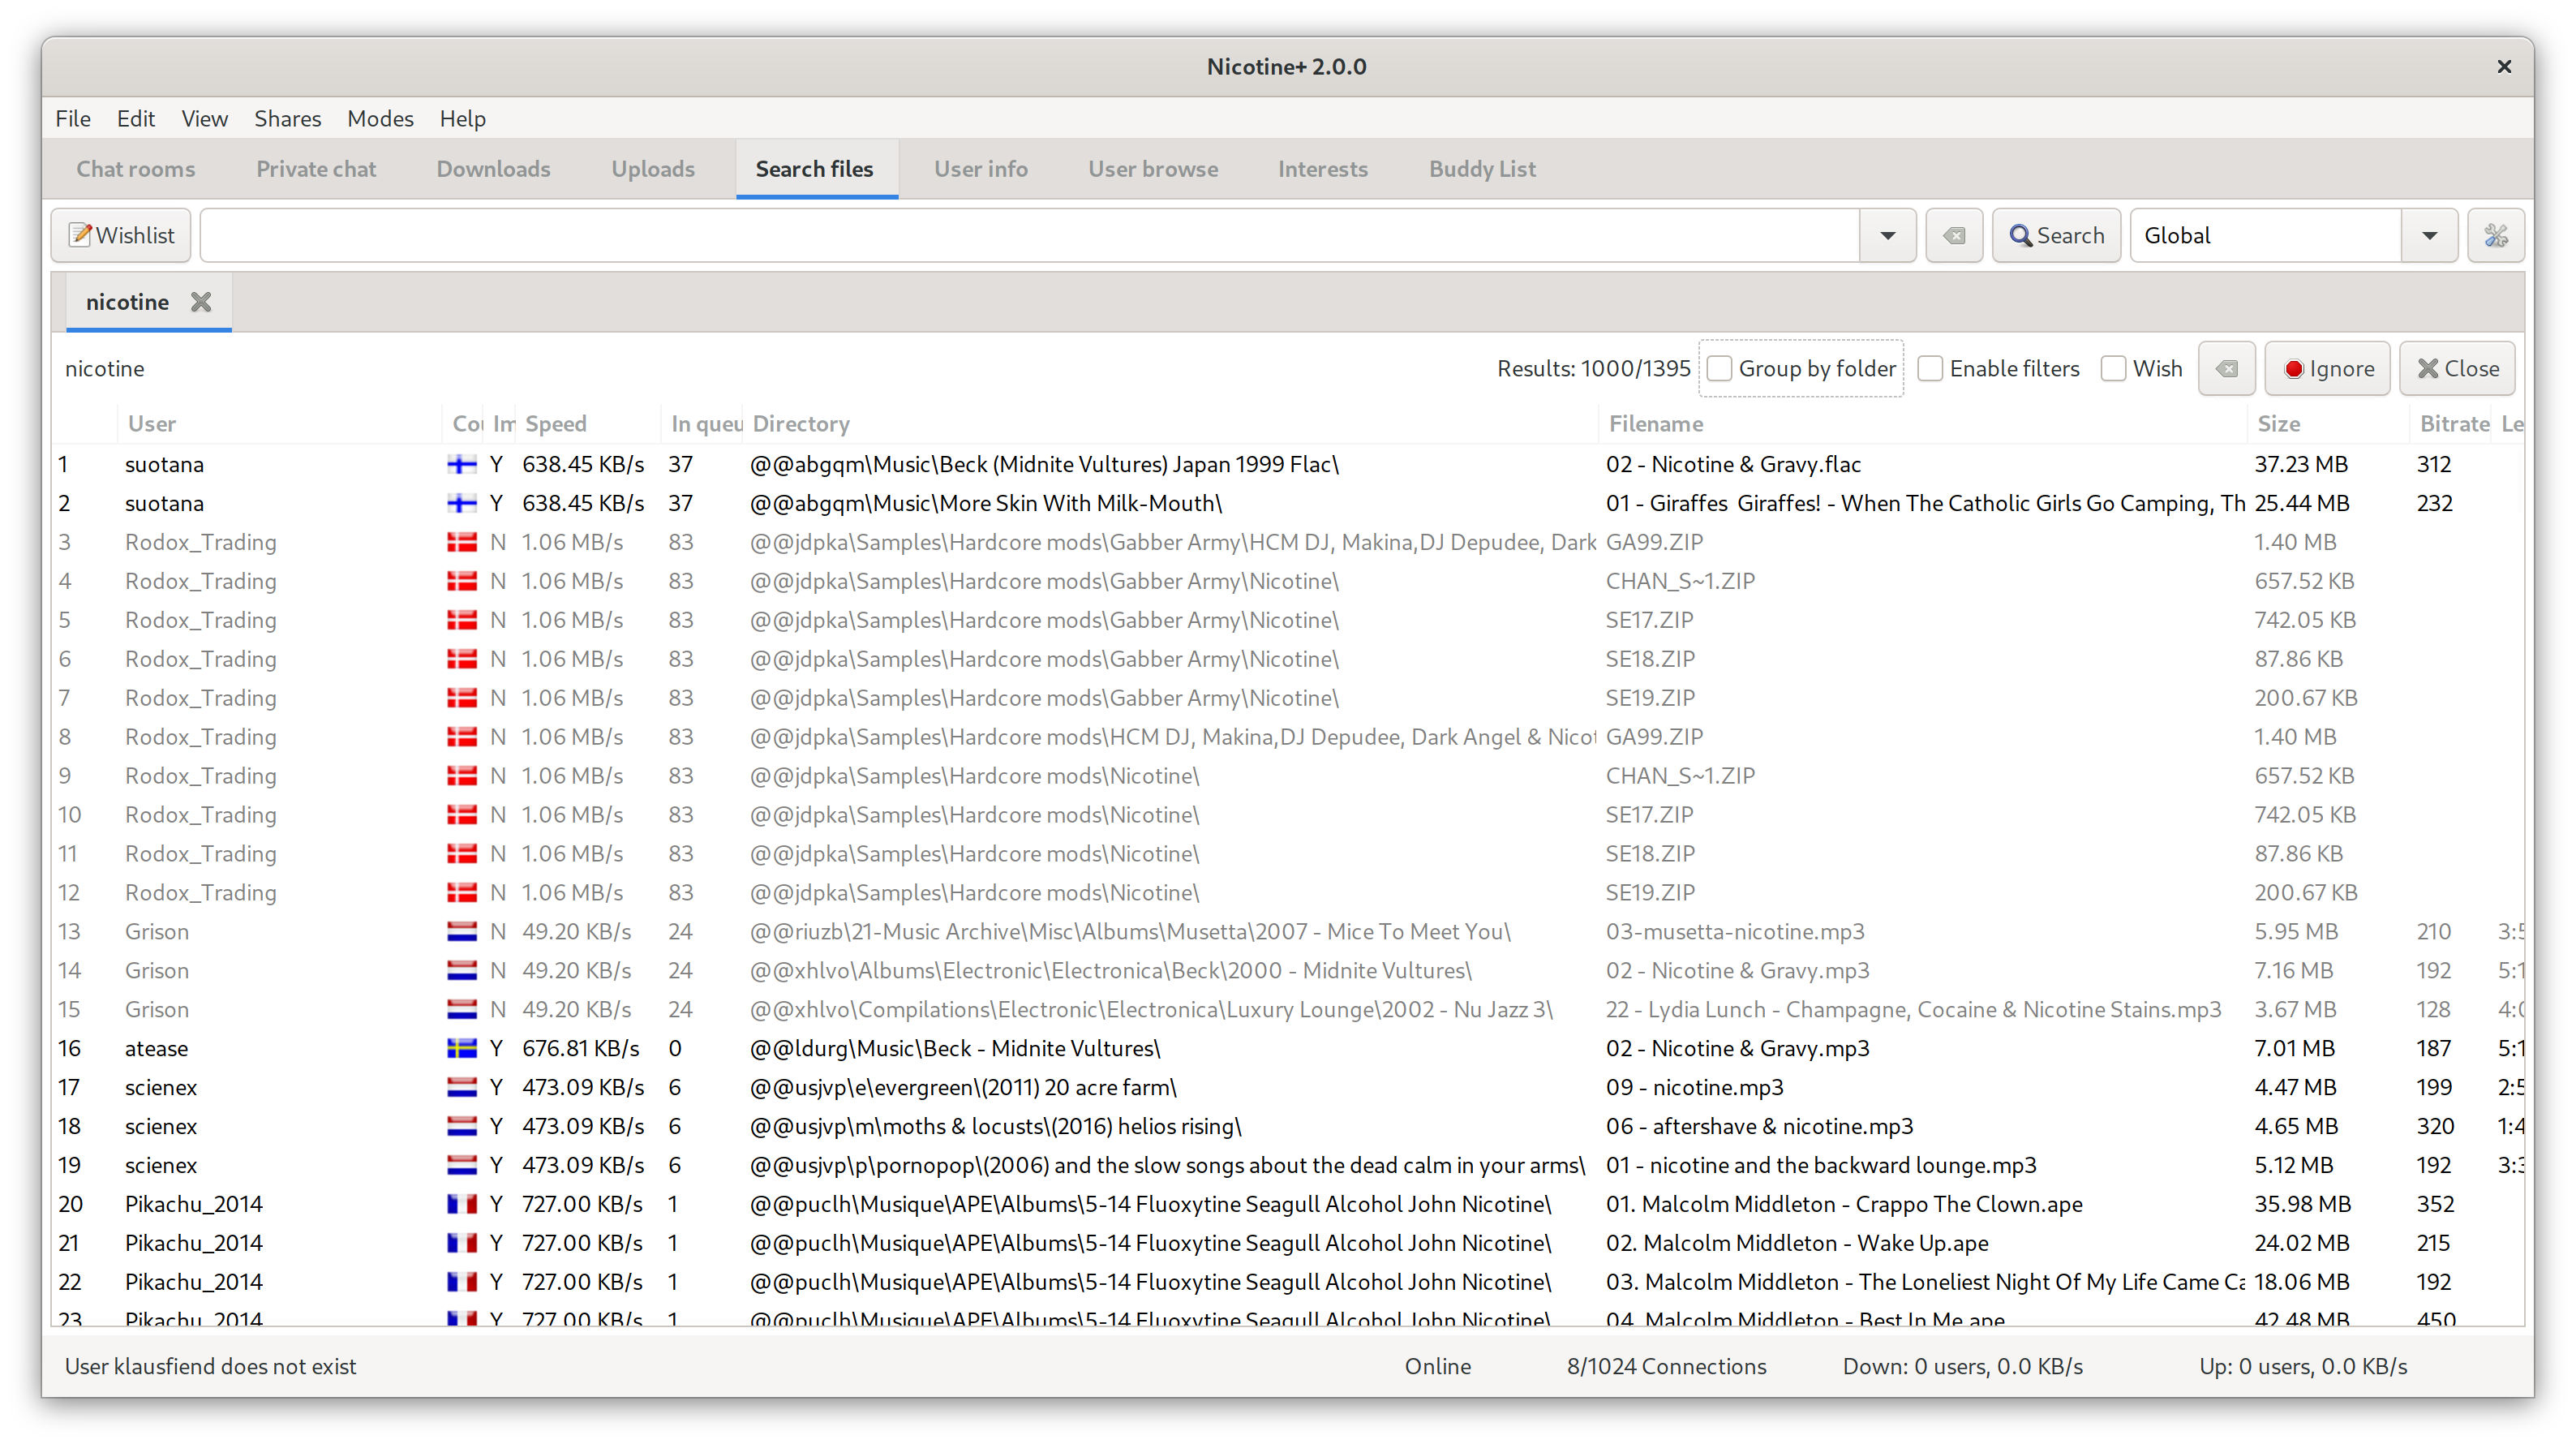 Nicotine+ 2.0.0
File Edit View Shares Modes Help
Chat rooms Private chat Downloads Uploads Search files User info User browse Interests Buddy List
Wishlist Search Global
nicotine
nicotine Results: 1000/1395 Group by folder Enable filters Wish Ignore Close
User Cou Im Speed In queu Directory Filename Size Bitrate Le
1 suotana Y 638.45 KB/s 37 @@abgqm\Music\Beck (Midnite Vultures) Japan 1999 Flac\ 02 - Nicotine & Gravy.flac 37.23 MB 312
2 suotana Y 638.45 KB/s 37 @@abgqm\Music\More Skin With Milk-Mouth\ 01 - Giraffes  Giraffes! - When The Catholic Girls Go Camping, Th 25.44 MB 232
3 Rodox_Trading N 1.06 MB/s 83 @@jdpka\Samples\Hardcore mods\Gabber Army\HCM DJ, Makina,DJ Depudee, Dark GA99.ZIP 1.40 MB
4 Rodox_Trading N 1.06 MB/s 83 @@jdpka\Samples\Hardcore mods\Gabber Army\Nicotine\ CHAN_S~1.ZIP 657.52 KB
5 Rodox_Trading N 1.06 MB/s 83 @@jdpka\Samples\Hardcore mods\Gabber Army\Nicotine\ SE17.ZIP 742.05 KB
6 Rodox_Trading N 1.06 MB/s 83 @@jdpka\Samples\Hardcore mods\Gabber Army\Nicotine\ SE18.ZIP 87.86 KB
7 Rodox_Trading N 1.06 MB/s 83 @@jdpka\Samples\Hardcore mods\Gabber Army\Nicotine\ SE19.ZIP 200.67 KB
8 Rodox_Trading N 1.06 MB/s 83 @@jdpka\Samples\Hardcore mods\HCM DJ, Makina,DJ Depudee, Dark Angel & Nicot GA99.ZIP 1.40 MB
9 Rodox_Trading N 1.06 MB/s 83 @@jdpka\Samples\Hardcore mods\Nicotine\ CHAN_S~1.ZIP 657.52 KB
10 Rodox_Trading N 1.06 MB/s 83 @@jdpka\Samples\Hardcore mods\Nicotine\ SE17.ZIP 742.05 KB
11 Rodox_Trading N 1.06 MB/s 83 @@jdpka\Samples\Hardcore mods\Nicotine\ SE18.ZIP 87.86 KB
12 Rodox_Trading N 1.06 MB/s 83 @@jdpka\Samples\Hardcore mods\Nicotine\ SE19.ZIP 200.67 KB
13 Grison N 49.20 KB/s 24 @@riuzb\21-Music Archive\Misc\Albums\Musetta\2007 - Mice To Meet You\ 03-musetta-nicotine.mp3 5.95 MB 210 3:5
14 Grison N 49.20 KB/s 24 @@xhlvo\Albums\Electronic\Electronica\Beck\2000 - Midnite Vultures\ 02 - Nicotine & Gravy.mp3 7.16 MB 192 5:1
15 Grison N 49.20 KB/s 24 @@xhlvo\Compilations\Electronic\Electronica\Luxury Lounge\2002 - Nu Jazz 3\ 22 - Lydia Lunch - Champagne, Cocaine & Nicotine Stains.mp3 3.67 MB 128 4:0
16 atease Y 676.81 KB/s 0 @@ldurg\Music\Beck - Midnite Vultures\ 02 - Nicotine & Gravy.mp3 7.01 MB 187 5:1
17 scienex Y 473.09 KB/s 6 @@usjvp\e\evergreen\(2011) 20 acre farm\ 09 - nicotine.mp3 4.47 MB 199 2:5
18 scienex Y 473.09 KB/s 6 @@usjvp\m\moths & locusts\(2016) helios rising\ 06 - aftershave & nicotine.mp3 4.65 MB 320 1:4
19 scienex Y 473.09 KB/s 6 @@usjvp\p\pornopop\(2006) and the slow songs about the dead calm in your arms\ 01 - nicotine and the backward lounge.mp3 5.12 MB 192 3:3
20 Pikachu_2014 Y 727.00 KB/s 1 @@puclh\Musique\APE\Albums\5-14 Fluoxytine Seagull Alcohol John Nicotine\ 01. Malcolm Middleton - Crappo The Clown.ape 35.98 MB 352
21 Pikachu_2014 Y 727.00 KB/s 1 @@puclh\Musique\APE\Albums\5-14 Fluoxytine Seagull Alcohol John Nicotine\ 02. Malcolm Middleton - Wake Up.ape 24.02 MB 215
22 Pikachu_2014 Y 727.00 KB/s 1 @@puclh\Musique\APE\Albums\5-14 Fluoxytine Seagull Alcohol John Nicotine\ 03. Malcolm Middleton - The Loneliest Night Of My Life Came Ca 18.06 MB 192
23 Pikachu_2014 Y 727.00 KB/s 1 @@puclh\Musique\APE\Albums\5-14 Fluoxytine Seagull Alcohol John Nicotine\ 04. Malcolm Middleton - Best In Me.ape 42.48 MB 450
User klausfiend does not exist Online 8/1024 Connections Down: 0 users, 0.0 KB/s Up: 0 users, 0.0 KB/s